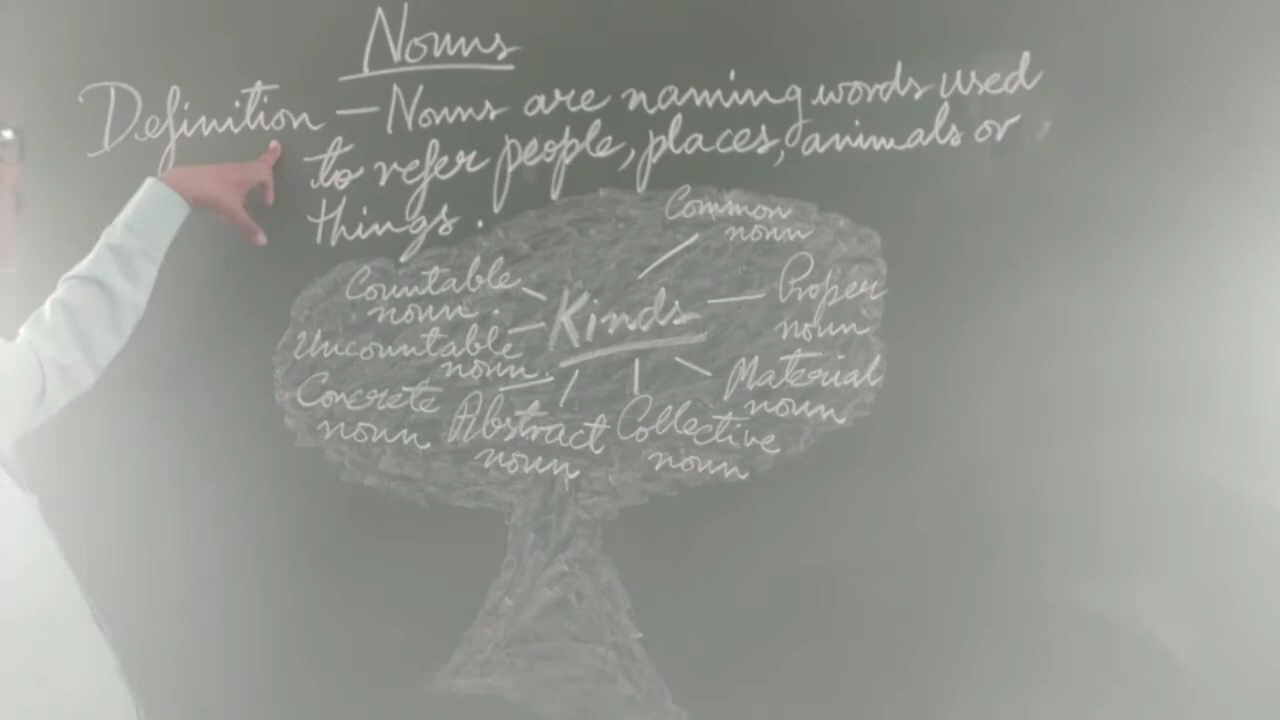 Nouns
Definition — Nouns are naming words used
to refer people, places, animals or
things.
Common
noun
Countable
noun.
Kinds
Proper
noun
Uncountable
noun.
Material
noun
Concrete
noun
Abstract
noun
Collective
noun